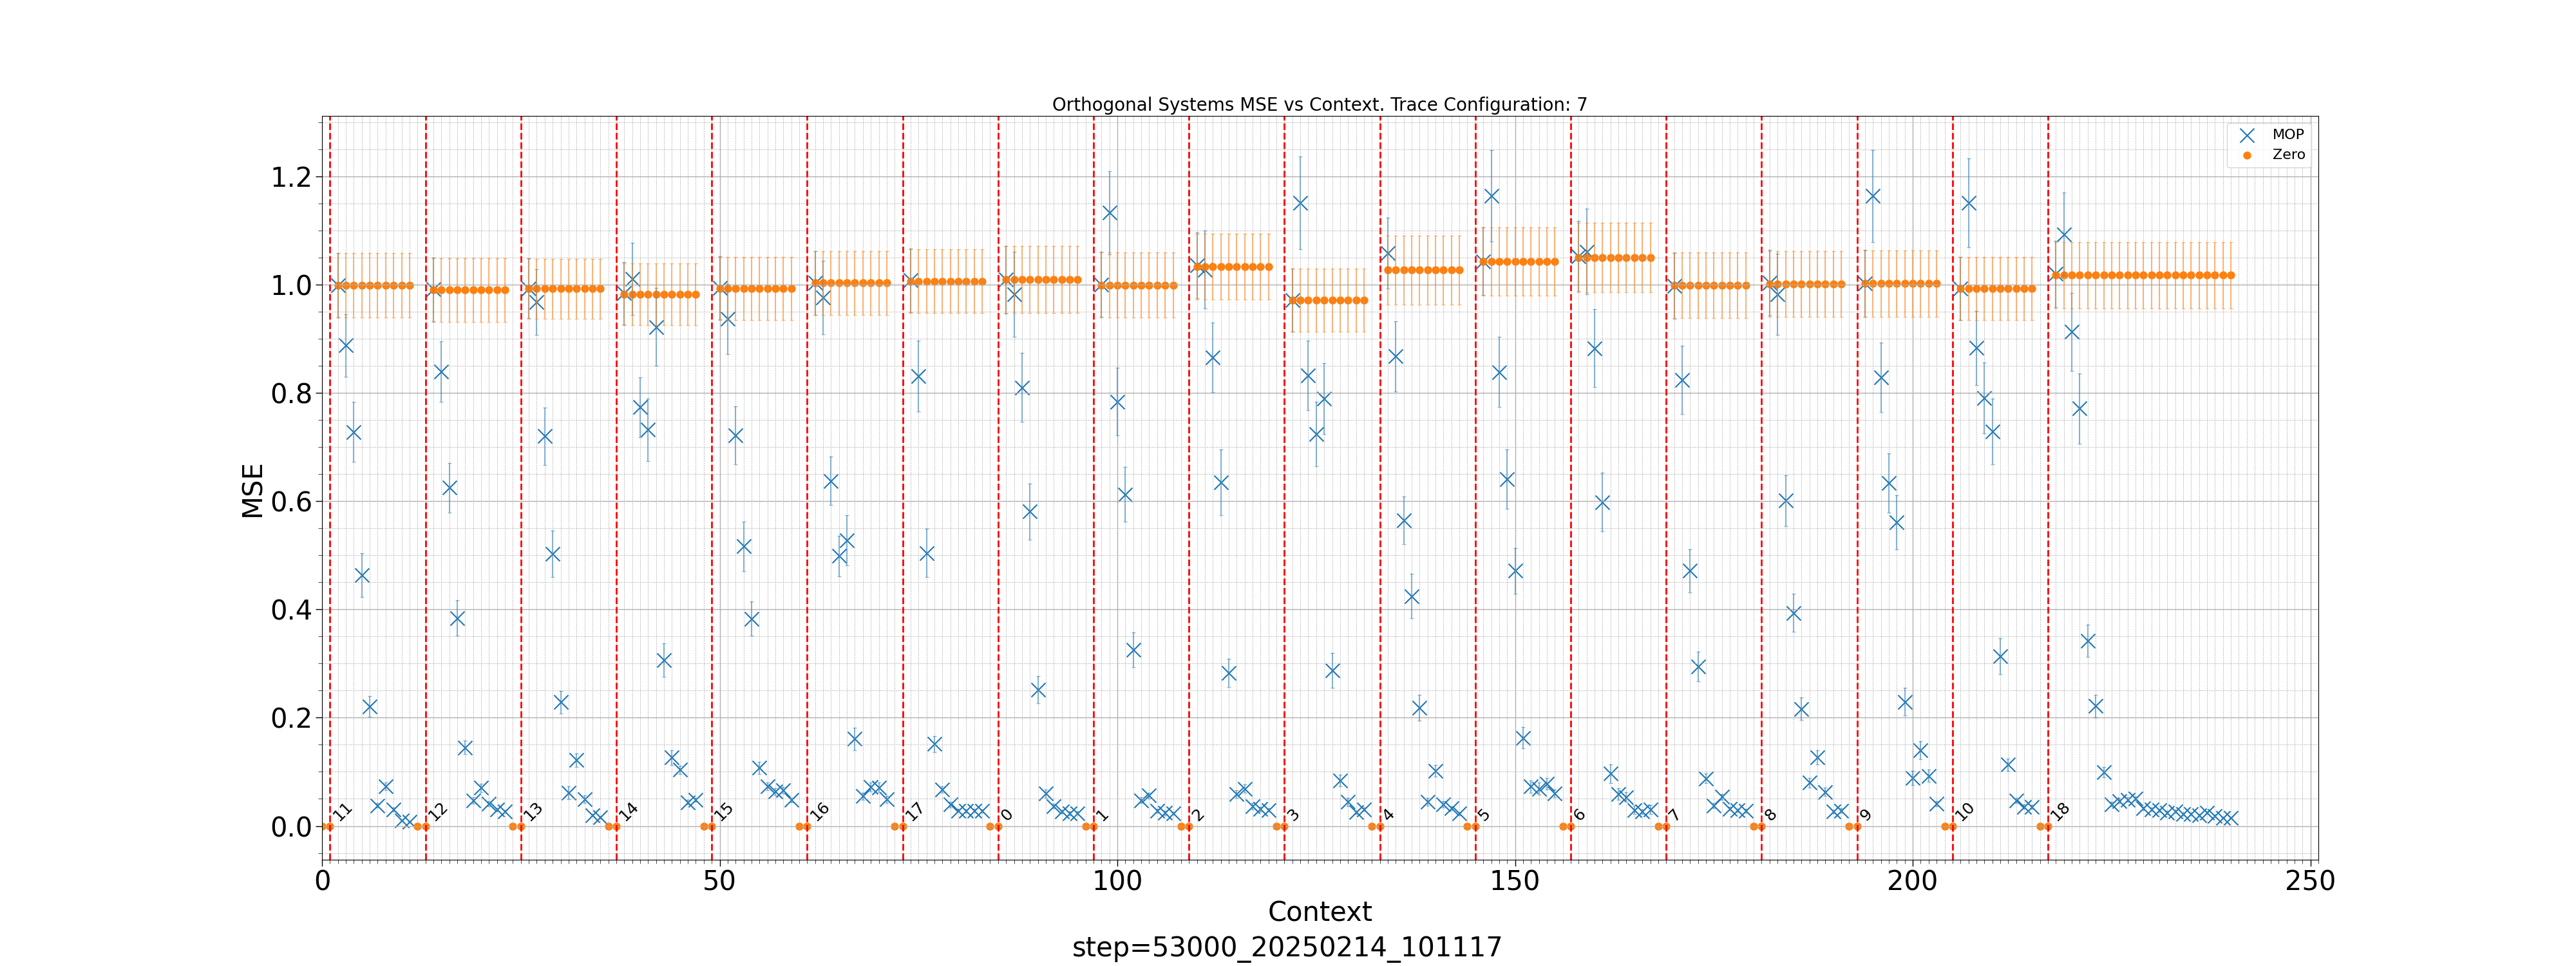 Orthogonal Systems MSE vs Context. Trace Configuration: 7
MOP
Zero
MSE
1.2
1.0
0.8
0.6
0.4
0.2
0.0
11 12 13 14 15 16 17 0 1 2 3 4 5 6 7 8 9 10 18
0 50 100 150 200 250
Context
step=53000_20250214_101117